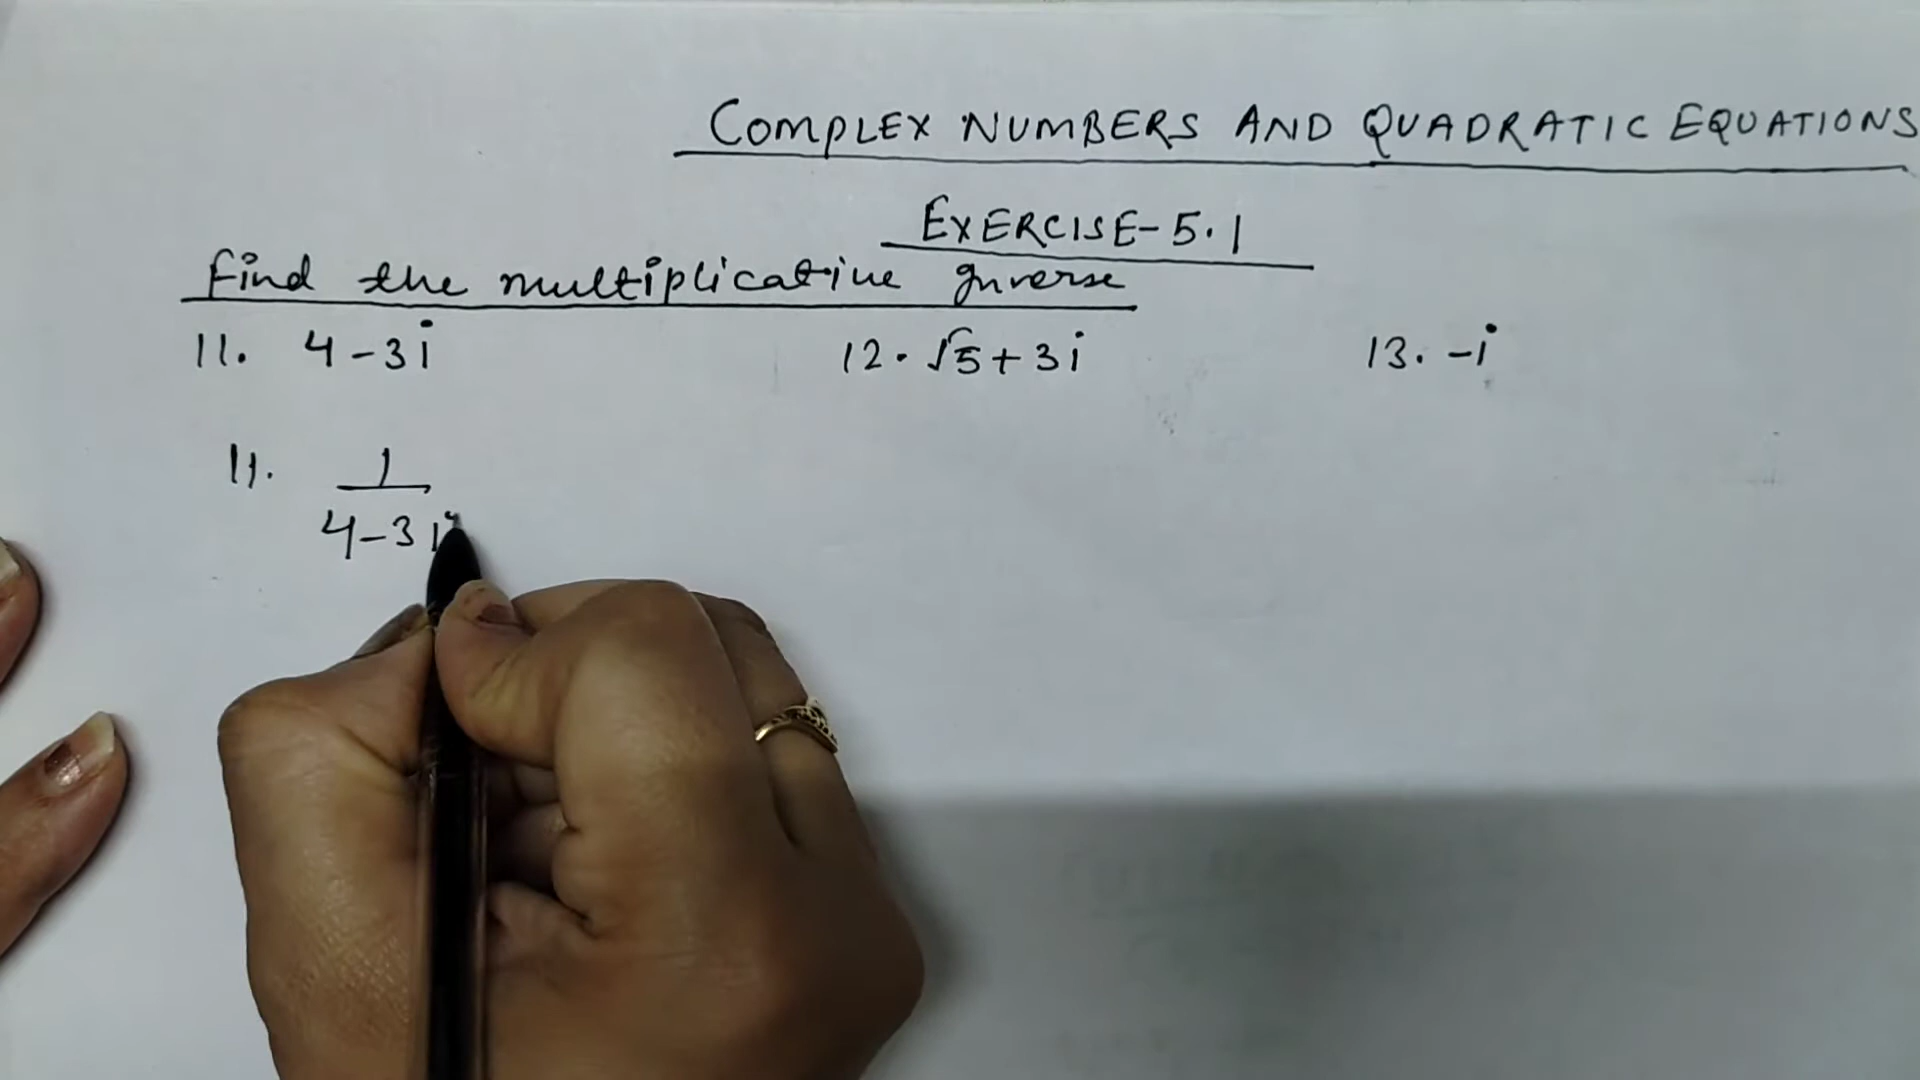 COMPLEX NUMBERS AND QUADRATIC EQUATIONS
EXERCISE-5.1
Find the multiplicative Inverse
11. 4-3i 12. √5+3i 13. -i
11. 1
4-3i